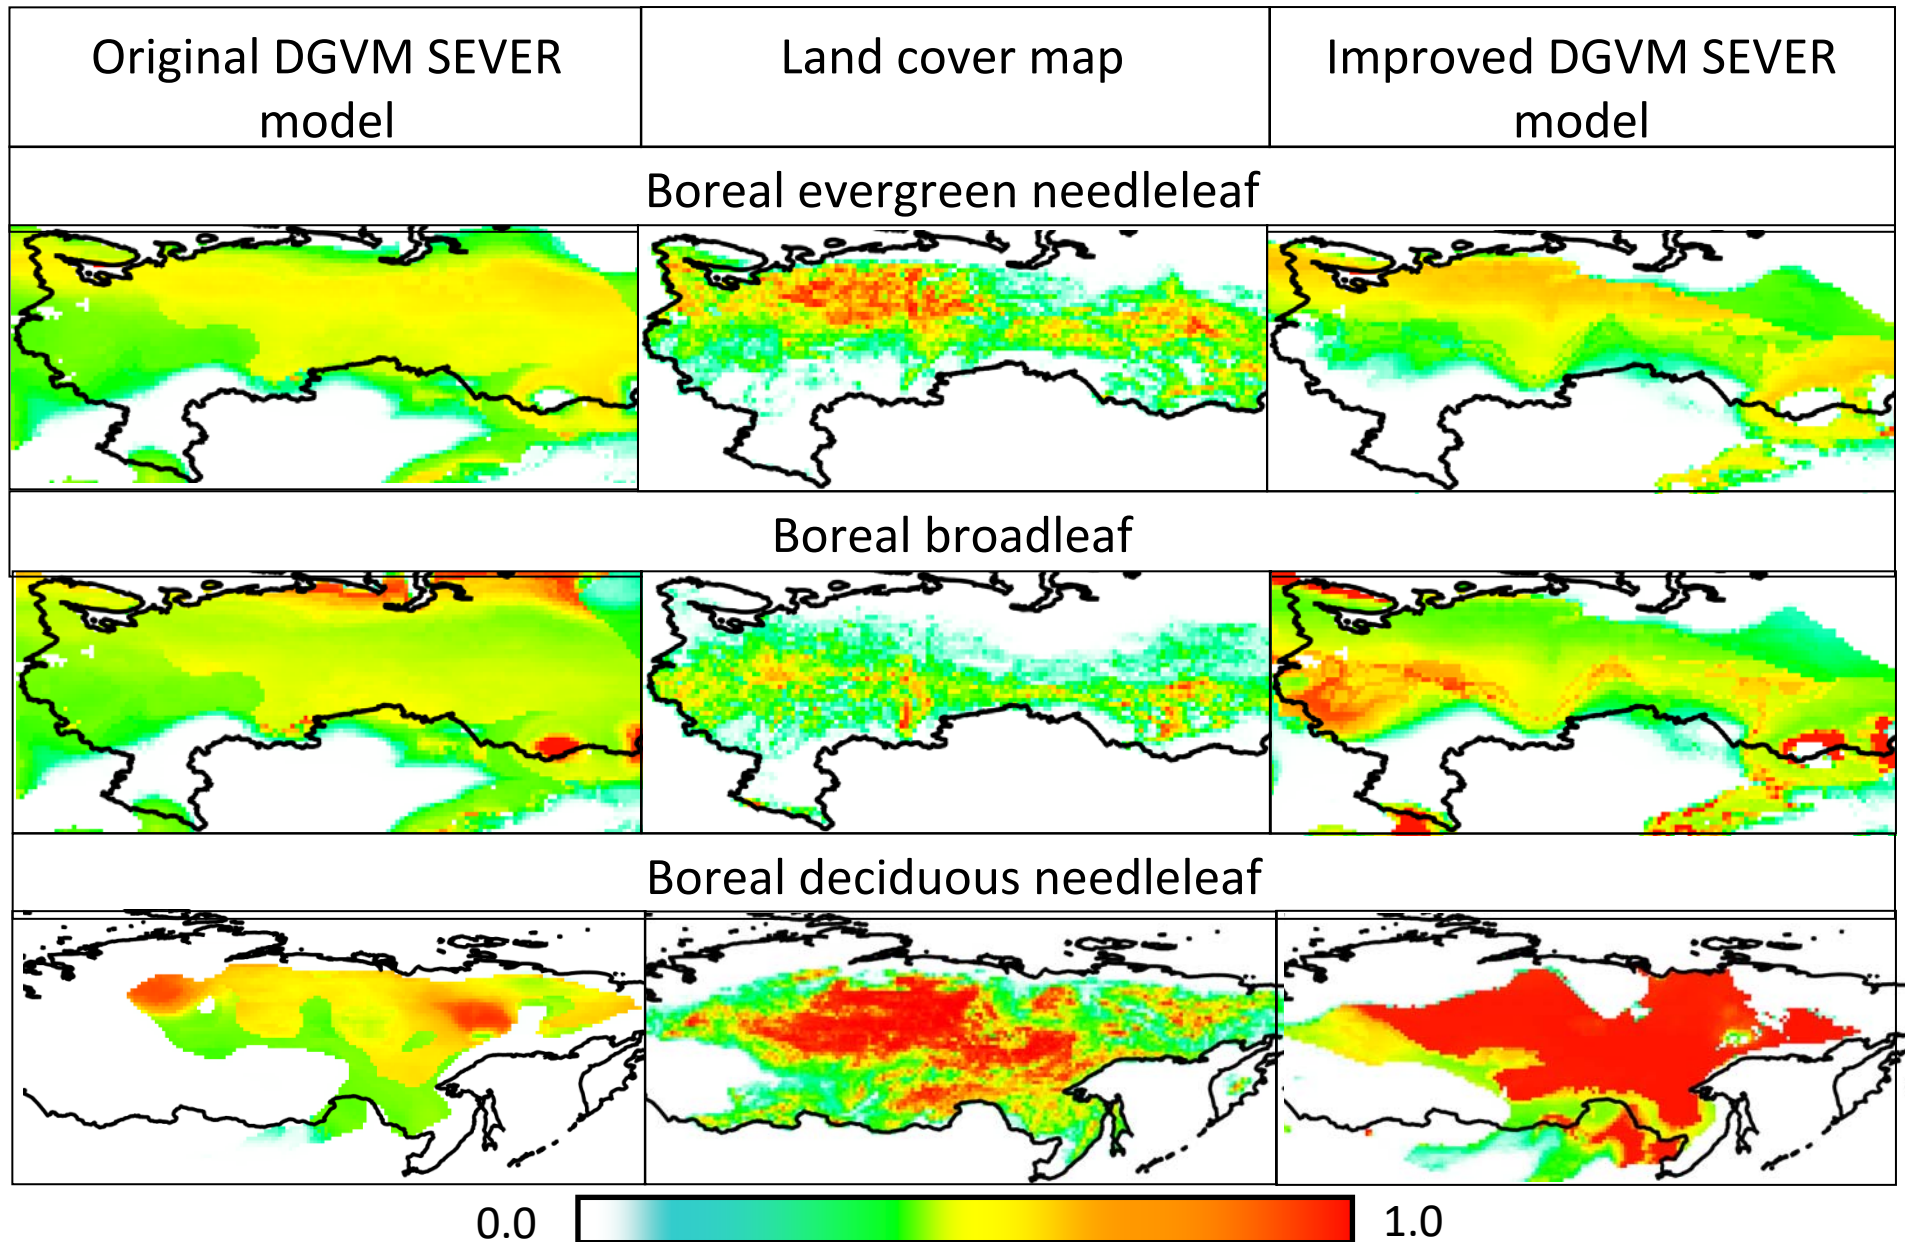 Original DGVM SEVER
model
Land cover map
Improved DGVM SEVER
model
Boreal evergreen needleleaf
Boreal broadleaf
Boreal deciduous needleleaf
0.0
1.0